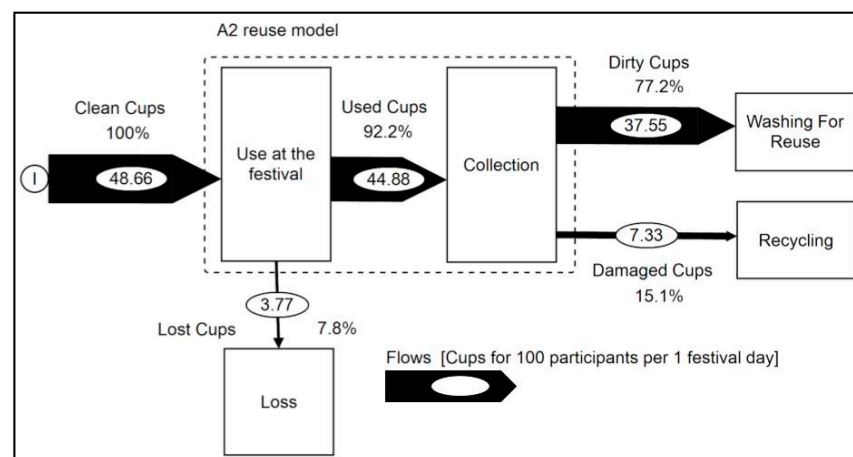 A2 reuse model
Clean Cups
100%
I
48.66
Use at the
festival
Used Cups
92.2%
44.88
Collection
Dirty Cups
77.2%
37.55
Washing For
Reuse
7.33
Damaged Cups
15.1%
Recycling
3.77
Lost Cups
7.8%
Loss
Flows [Cups for 100 participants per 1 festival day]